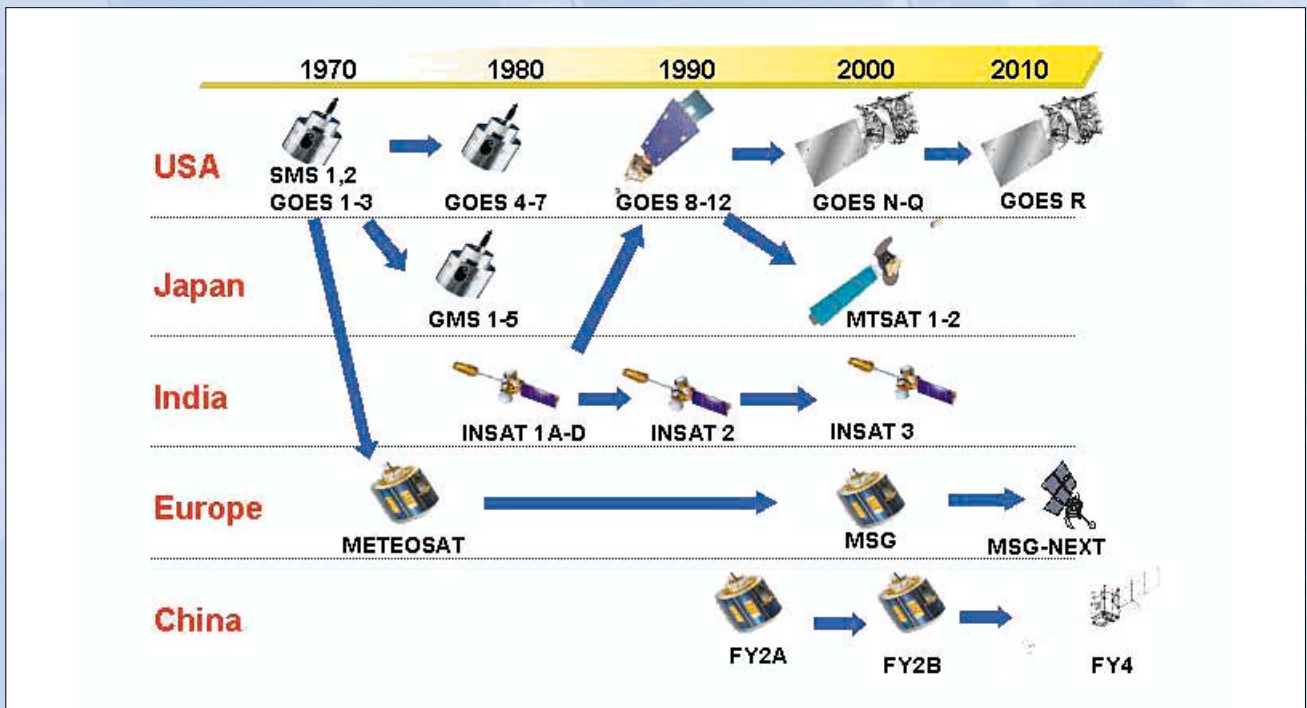 1970 1980 1990 2000 2010
USA
SMS 1,2
GOES 1-3 GOES 4-7 GOES 8-12 GOES N-Q GOES R
Japan
GMS 1-5 MTSAT 1-2
India
INSAT 1A-D INSAT 2 INSAT 3
Europe
METEOSAT MSG MSG-NEXT
China
FY2A FY2B FY4